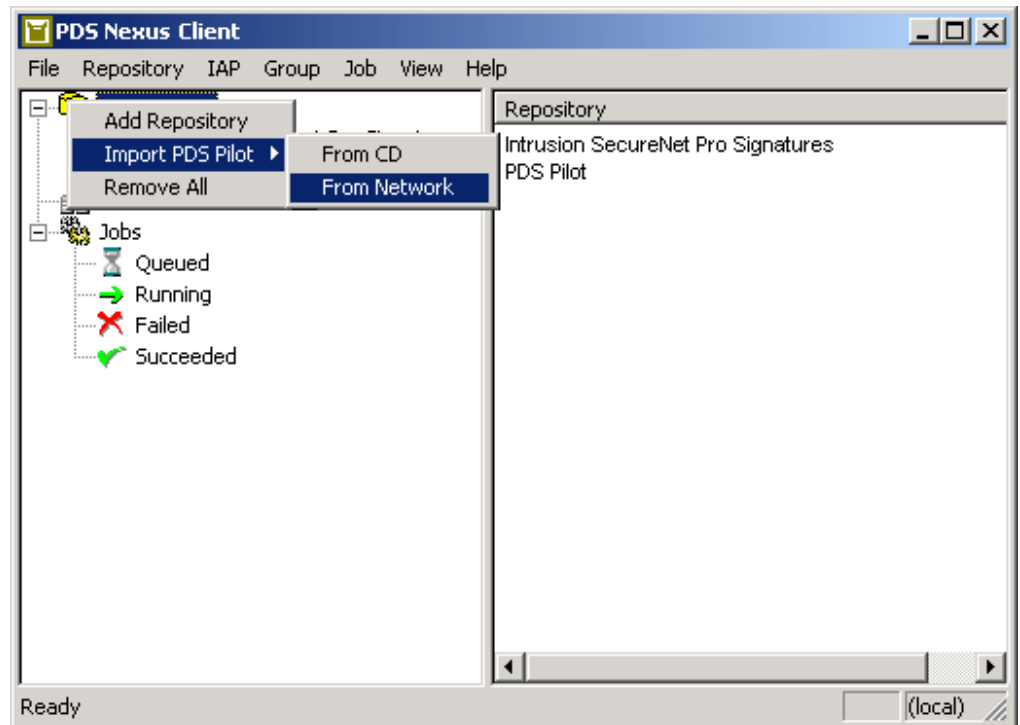 PDS Nexus Client
File Repository IAP Group Job View Help
Add Repository
Import PDS Pilot
Remove All
From CD
From Network
Jobs
Queued
Running
Failed
Succeeded
Repository
Intrusion SecureNet Pro Signatures
PDS Pilot
Ready
(local)